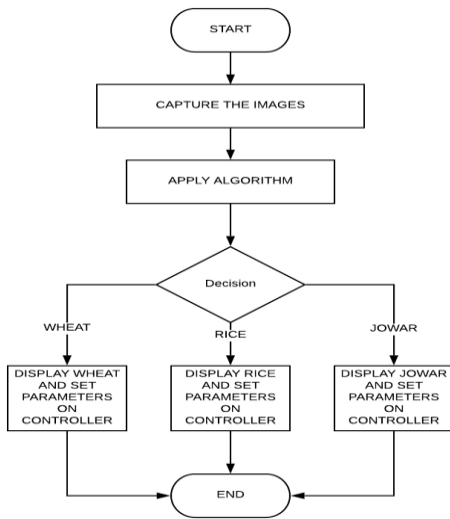 START
CAPTURE THE IMAGES
APPLY ALGORITHM
Decision
WHEAT
RICE
JOWAR
DISPLAY WHEAT
AND SET
PARAMETERS
ON
CONTROLLER
DISPLAY RICE
AND SET
PARAMETERS
ON
CONTROLLER
DISPLAY JOWAR
AND SET
PARAMETERS
ON
CONTROLLER
END